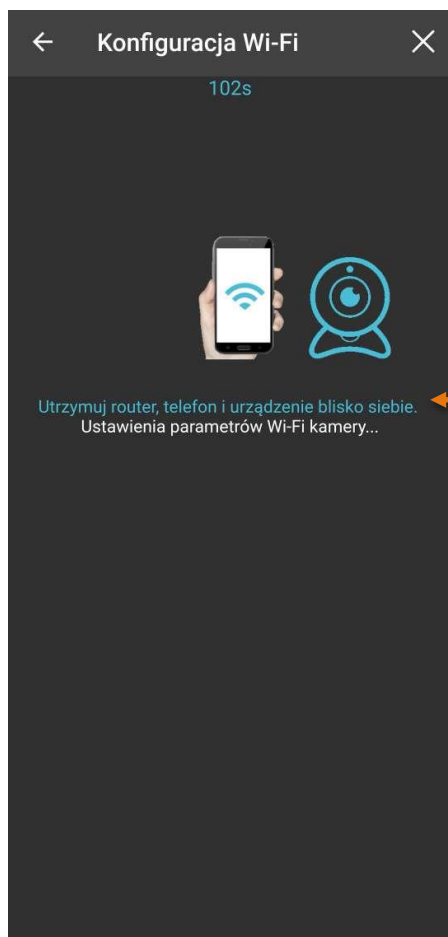 Konfiguracja Wi-Fi
102s
Utrzymuj router, telefon i urządzenie blisko siebie.
Ustawienia parametrów Wi-Fi kamery...